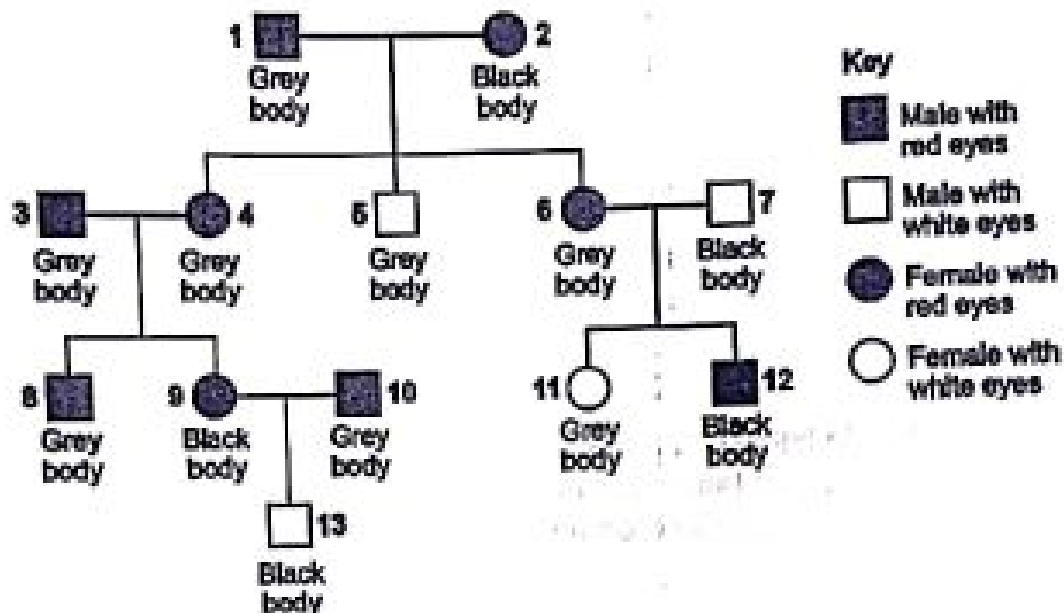 1
2
Grey body
Black body
Key
Male with red eyes
Male with white eyes
Female with red eyes
Female with white eyes
3
4
5
6
7
Grey body
Grey body
Grey body
Grey body
Black body
8
9
10
11
12
Grey body
Black body
Grey body
Grey body
Black body
13
Black body